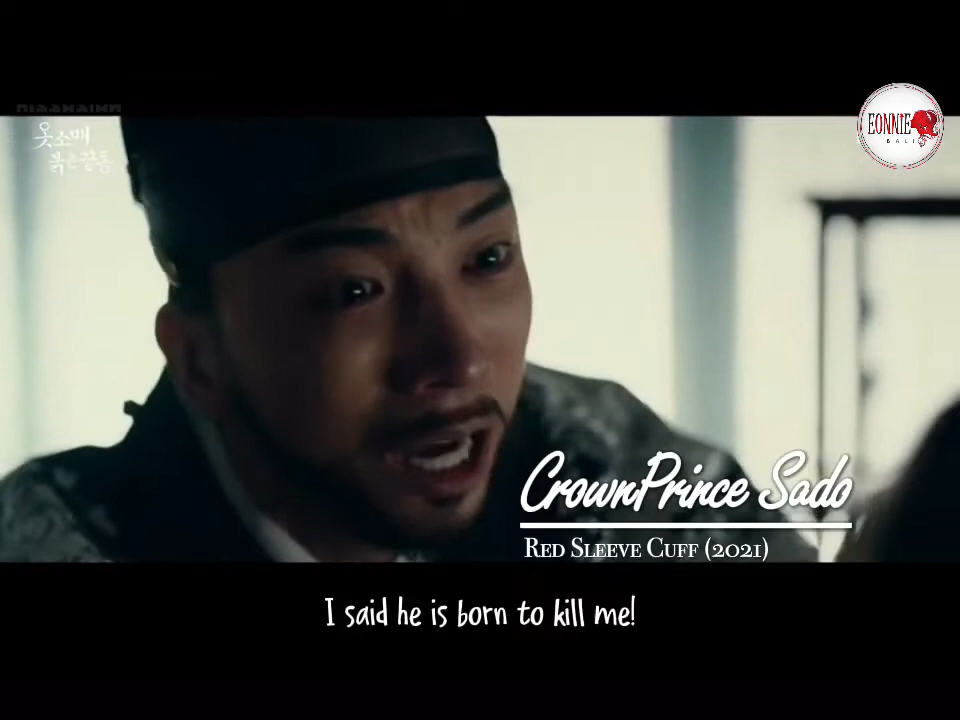 옷소매
붉은끝동
EONNIE
BALI
CrownPrince Sado
Red Sleeve Cuff (2021)
I said he is born to kill me!